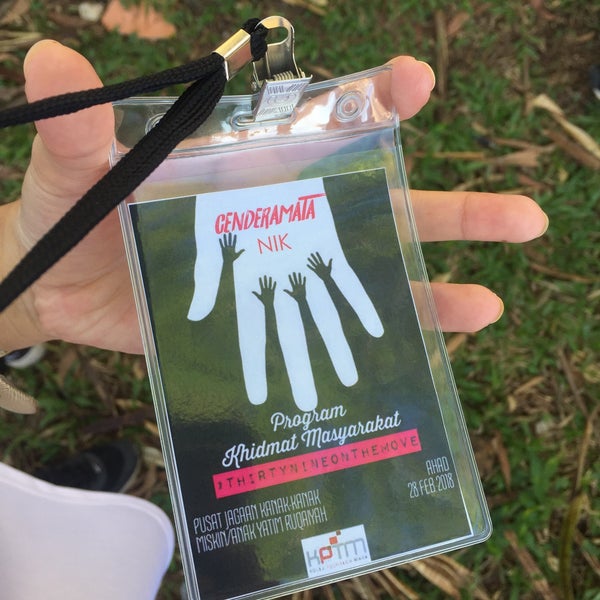 CENDERAMATA
NIK
Program
Khidmat Masyarakat
#THIRTYNINEONTHEMOVE
AHAD
28 FEB 2018
PUSAT JAGAAN KANAK-KANAK
MISKIN/ANAK YATIM RUQAYAH
kptm